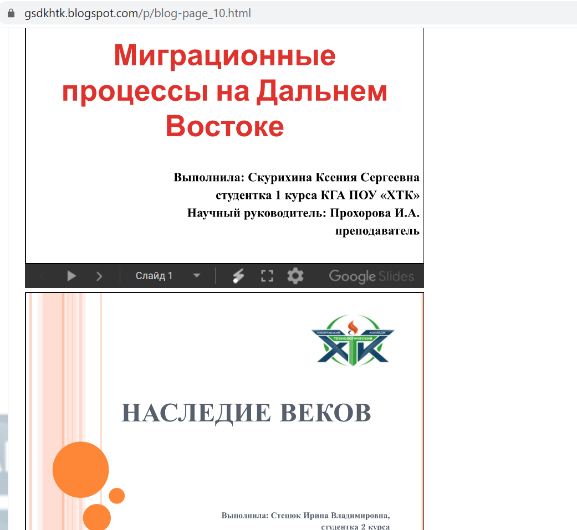 gsdkhtk.blogspot.com/p/blog-page_10.html
Миграционные
процессы на Дальнем
Востоке
Выполнила: Скурихина Ксения Сергеевна
студентка 1 курса КГА ПОУ «ХТК»
Научный руководитель: Прохорова И.А.
преподаватель
Слайд 1
Google Slides
ХТК
НАСЛЕДИЕ ВЕКОВ
Выполнила: Стецюк Ирина Владимировна,
студентка 2 курса